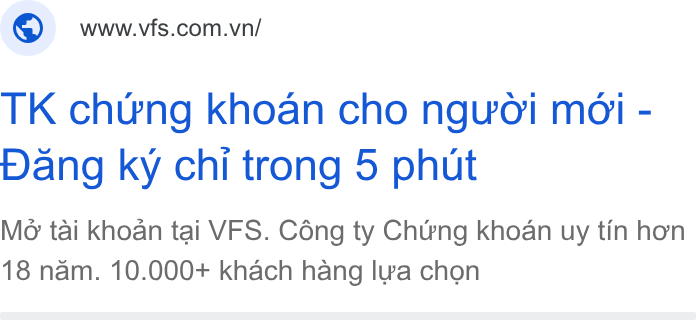 www.vfs.com.vn/
TK chứng khoán cho người mới -
Đăng ký chỉ trong 5 phút
Mở tài khoản tại VFS. Công ty Chứng khoán uy tín hơn
18 năm. 10.000+ khách hàng lựa chọn